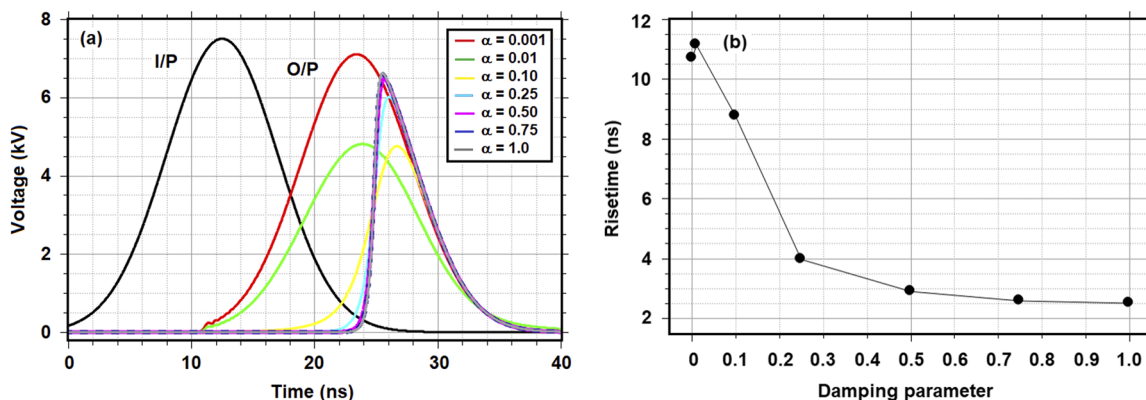 (a)
I/P
O/P
α = 0.001
α = 0.01
α = 0.10
α = 0.25
α = 0.50
α = 0.75
α = 1.0
8
6
4
2
0
Voltage (kV)
0 10 20 30 40
Time (ns)
(b)
12
10
8
6
4
2
Risetime (ns)
0 0.1 0.2 0.3 0.4 0.5 0.6 0.7 0.8 0.9 1.0
Damping parameter